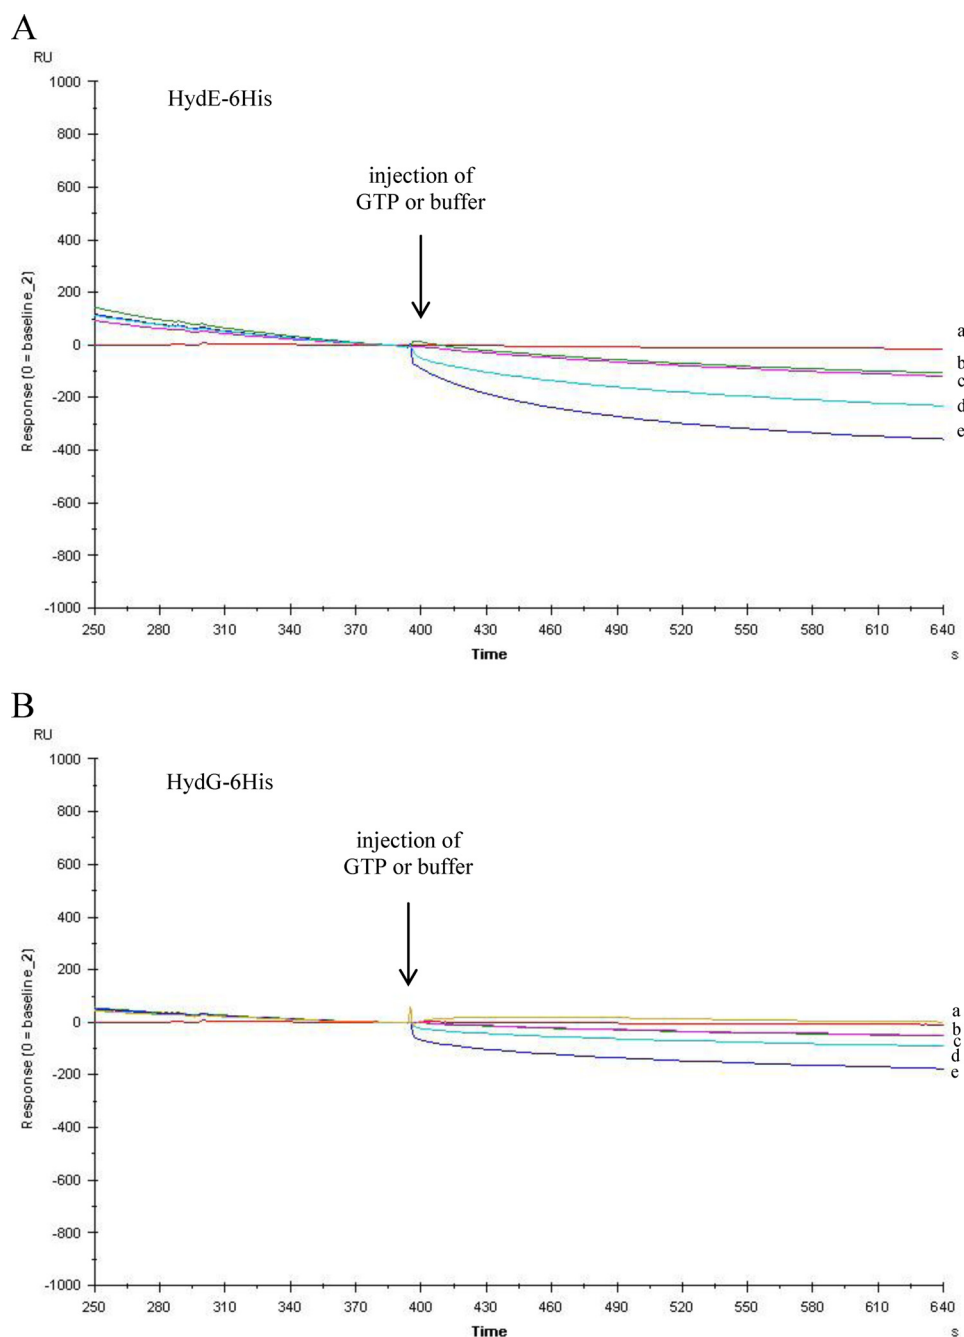 A
RU
1000
HydE-6His
800
injection of
GTP or buffer
600
400
200
0
-200
-400
-600
-800
-1000
Response (0 = baseline_2)
a
b
c
d
e
250 280 310 340 370 400 430 460 490 520 550 580 610 640
Time
s
B
RU
1000
HydG-6His
800
injection of
GTP or buffer
600
400
200
0
-200
-400
-600
-800
-1000
Response (0 = baseline_2)
a
b
c
d
e
250 280 310 340 370 400 430 460 490 520 550 580 610 640
Time
s